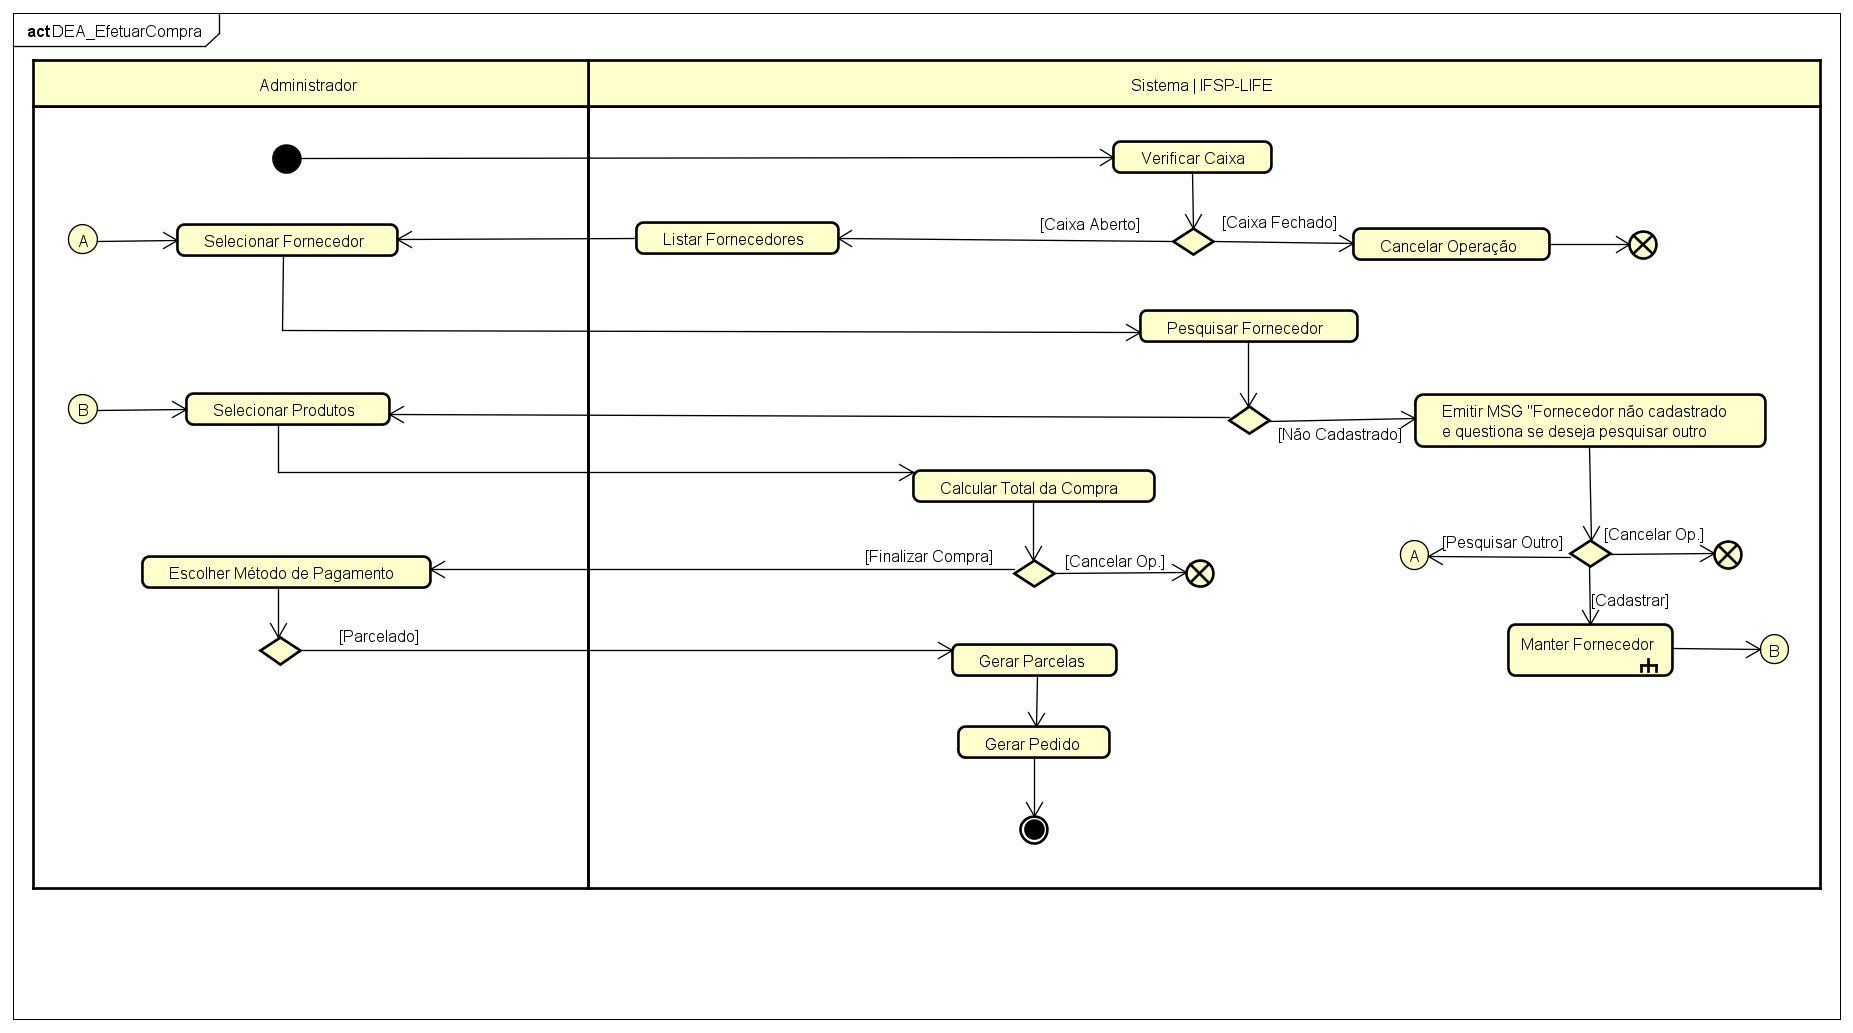 act DEA_EfetuarCompra
Administrador
Sistema | IFSP-LIFE
Verificar Caixa
[Caixa Aberto]
[Caixa Fechado]
A
Selecionar Fornecedor
Listar Fornecedores
Cancelar Operação
Pesquisar Fornecedor
B
Selecionar Produtos
[Não Cadastrado]
Emitir MSG "Fornecedor não cadastrado
e questiona se deseja pesquisar outro
Calcular Total da Compra
[Finalizar Compra]
[Cancelar Op.]
A
[Pesquisar Outro]
[Cancelar Op.]
Escolher Método de Pagamento
[Cadastrar]
[Parcelado]
Gerar Parcelas
Manter Fornecedor
B
Gerar Pedido